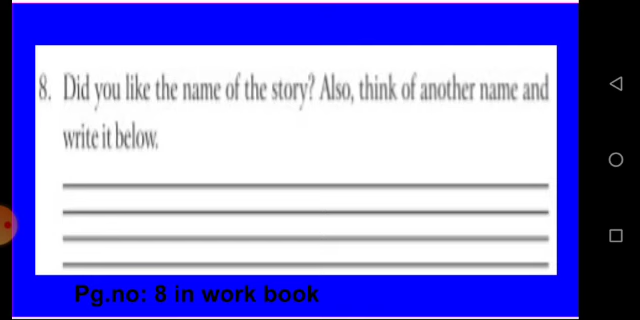 8. Did you like the name of the story? Also, think of another name and
write it below.
Pg.no: 8 in work book